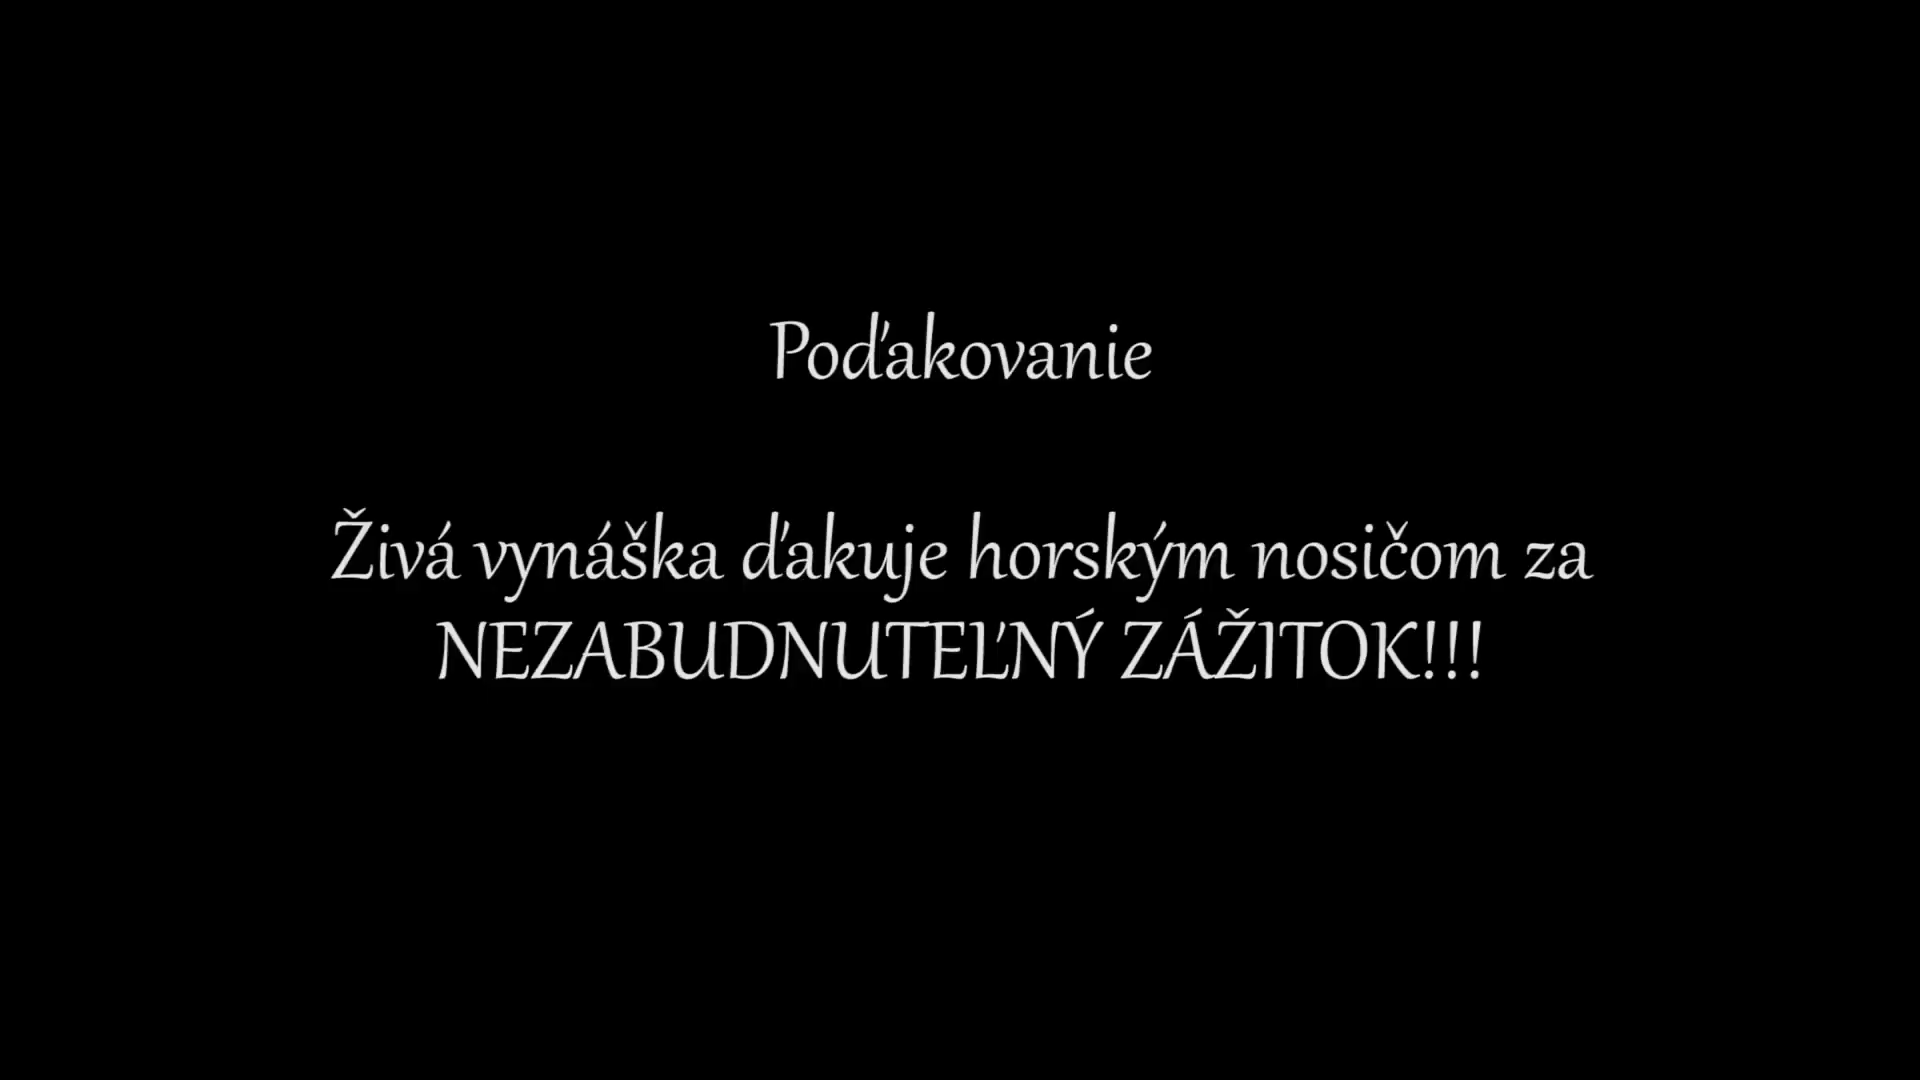 Poďakovanie
Živá vynáška ďakuje horským nosičom za
NEZABUDNUTEĽNÝ ZÁŽITOK!!!